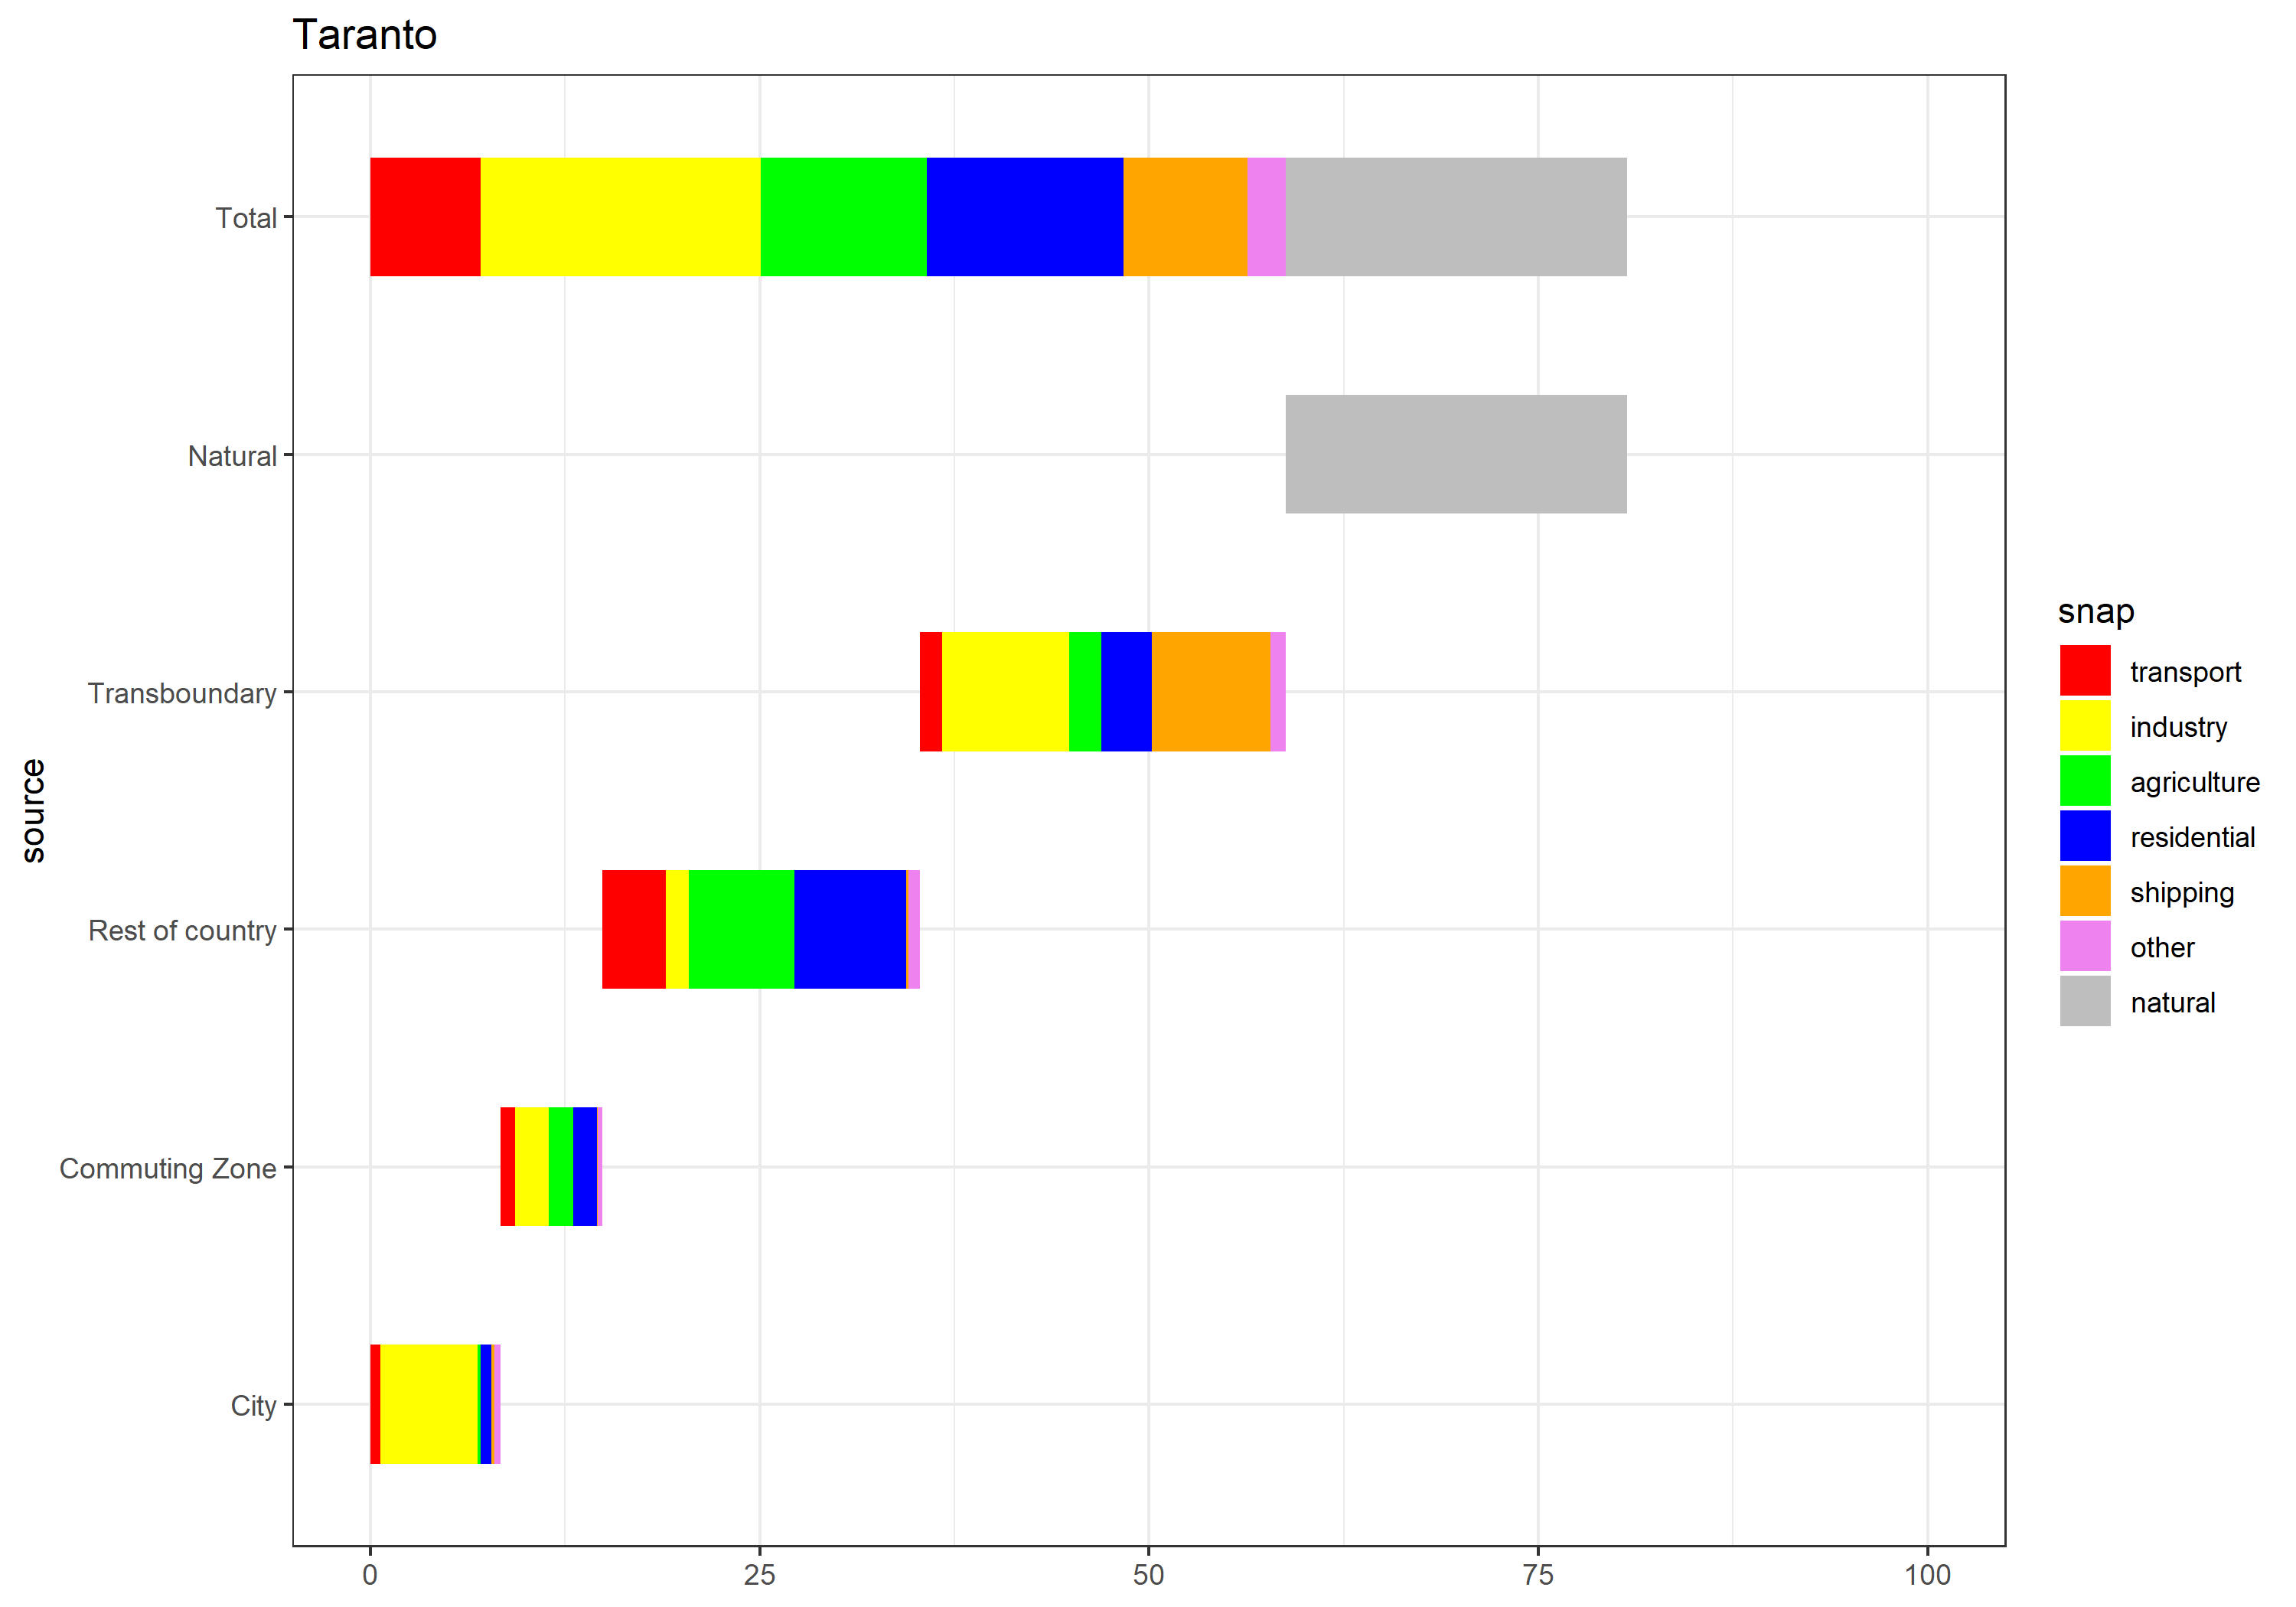 Taranto
Total
Natural
Transboundary
Rest of country
Commuting Zone
City
source
0 25 50 75 100
snap
transport
industry
agriculture
residential
shipping
other
natural